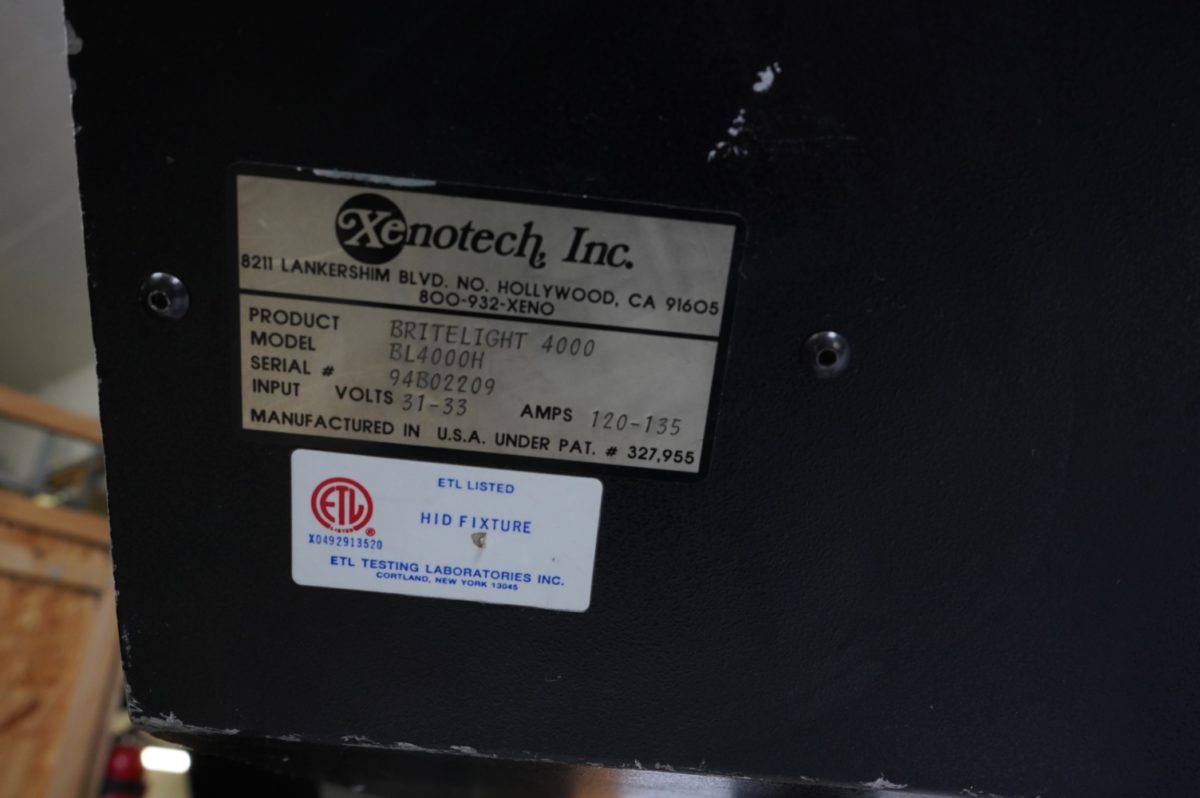 Xenotech, Inc.
8211 LANKERSHIM BLVD. NO. HOLLYWOOD, CA 91605
800-932-XENO
PRODUCT BRITELIGHT 4000
MODEL BL4000H
SERIAL # 94B02209
INPUT VOLTS 31-33 AMPS 120-135
MANUFACTURED IN U.S.A. UNDER PAT. # 327,955
ETL LISTED
ETL
LISTED
®
HID FIXTURE
X0492913520
ETL TESTING LABORATORIES INC.
CORTLAND, NEW YORK 13045